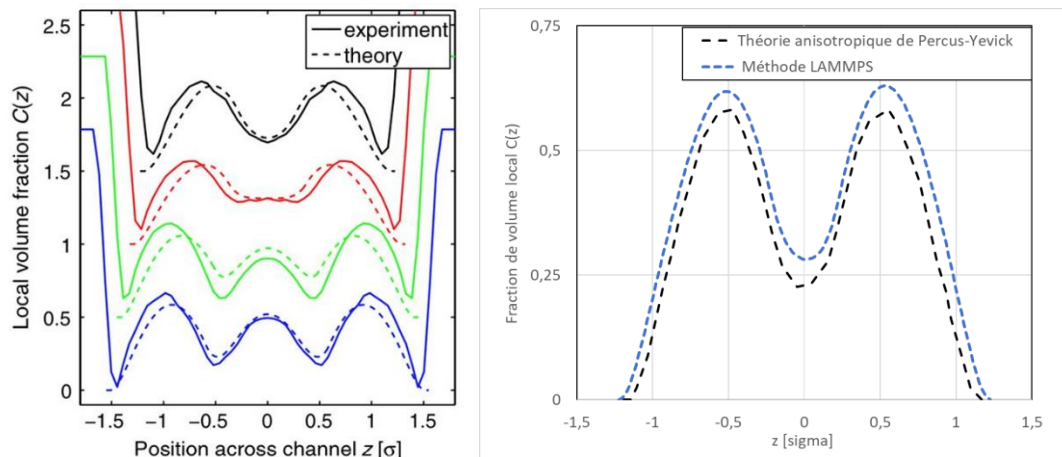 experiment
theory
2.5
2
1.5
1
0.5
0
Local volume fraction C(z)
−1.5 −1 −0.5 0 0.5 1 1.5
Position across channel z [σ]
0,75
0,5
0,25
0
Théorie anisotropique de Percus-Yevick
Méthode LAMMPS
Fraction de volume local C(z)
-1,5 -1 -0,5 0 0,5 1 1,5
z [sigma]